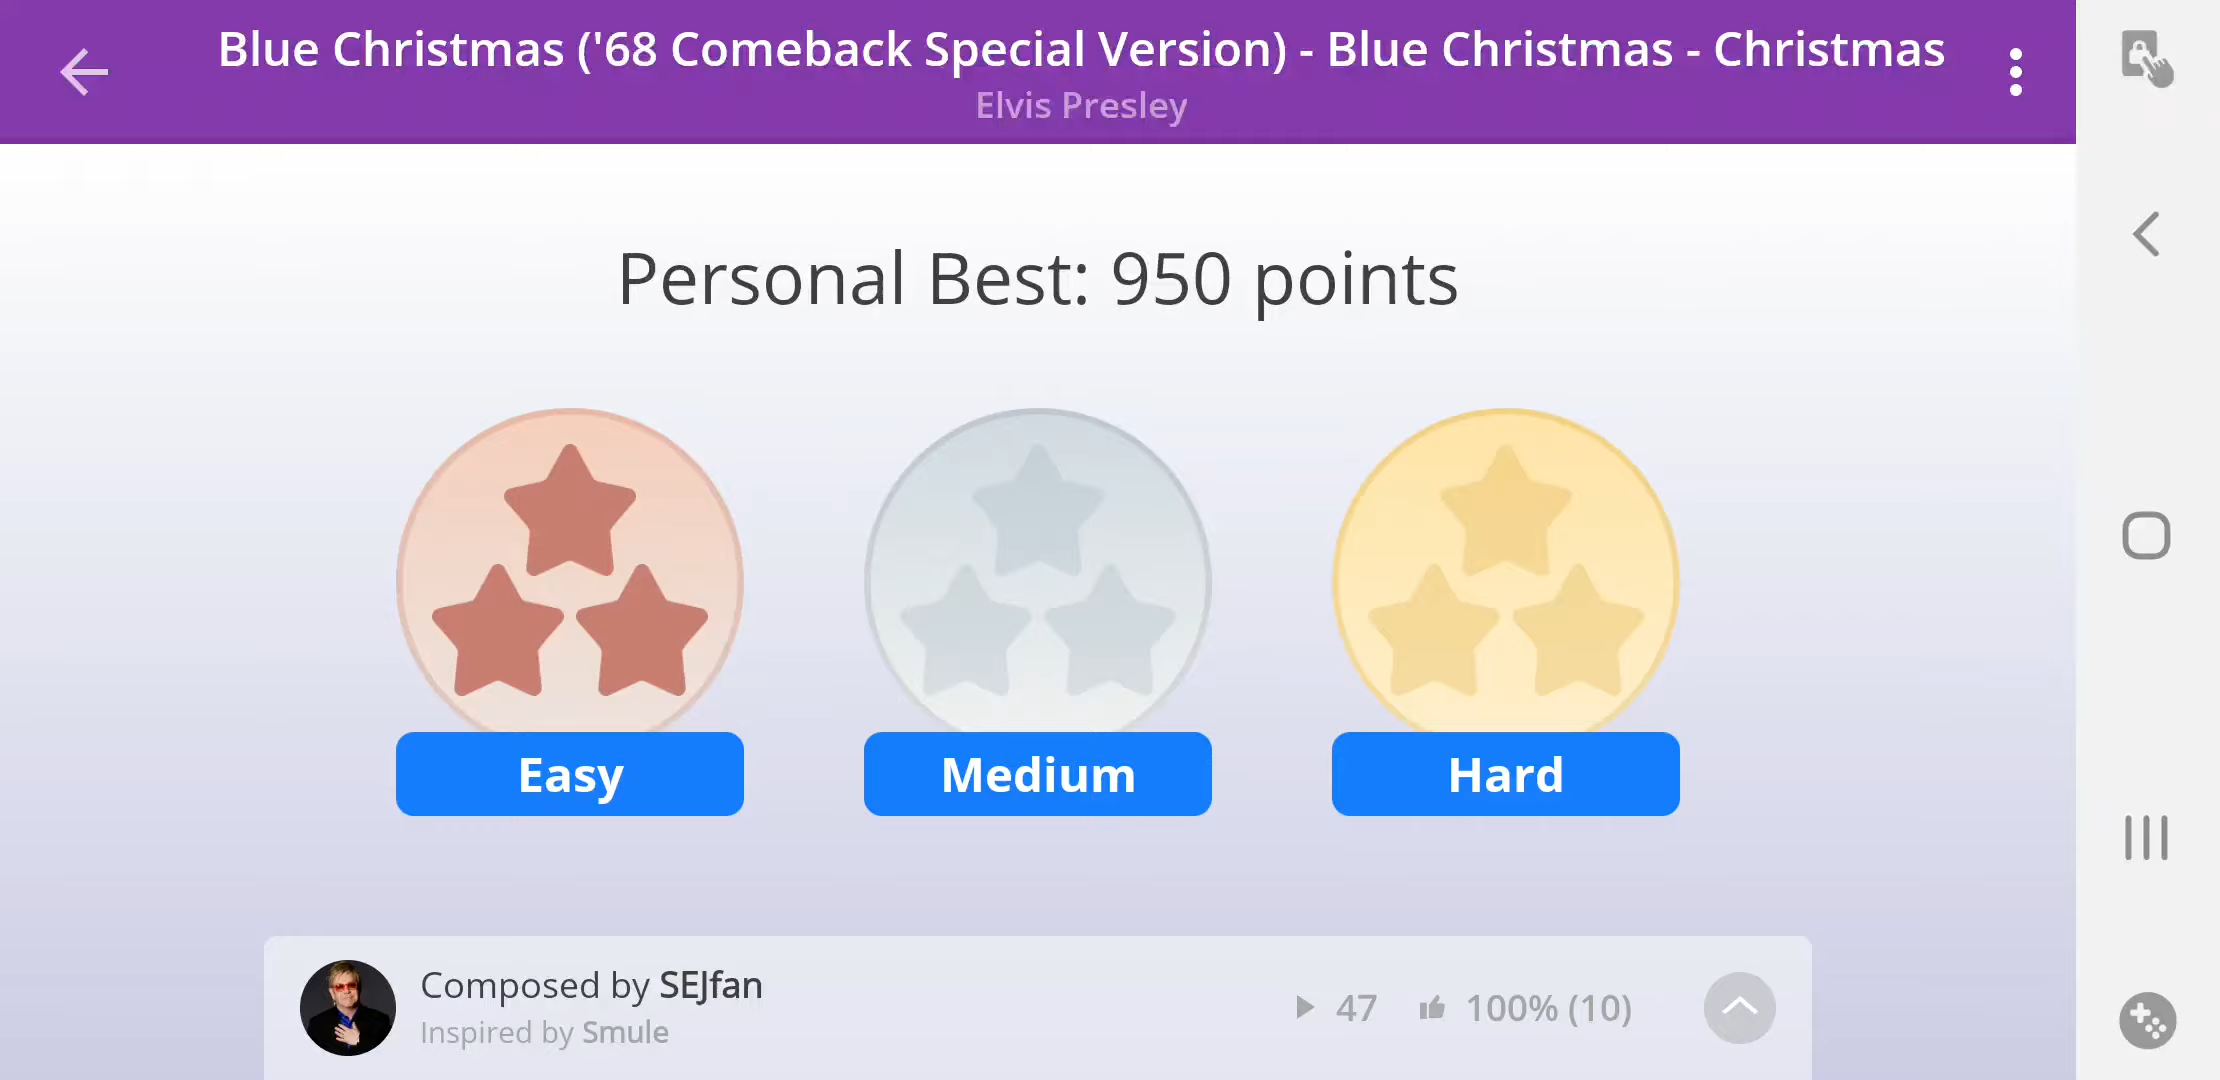 Blue Christmas ('68 Comeback Special Version) - Blue Christmas - Christmas
Elvis Presley
Personal Best: 950 points
Easy
Medium
Hard
Composed by SEJfan
Inspired by Smule
47
100% (10)